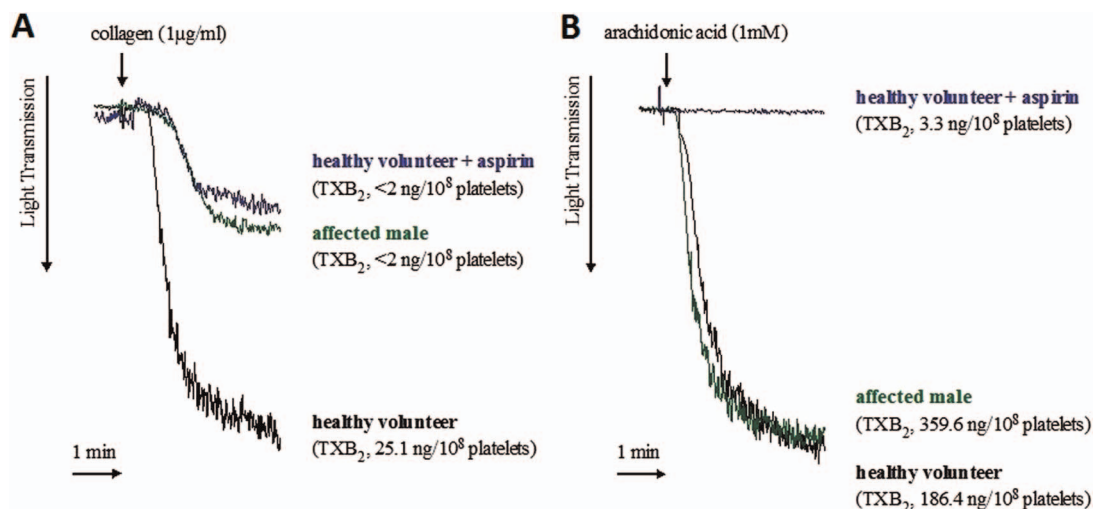 A
collagen (1µg/ml)
Light Transmission
healthy volunteer + aspirin
(TXB2, <2 ng/10⁸ platelets)
affected male
(TXB2, <2 ng/10⁸ platelets)
healthy volunteer
(TXB2, 25.1 ng/10⁸ platelets)
1 min
B
arachidonic acid (1mM)
Light Transmission
healthy volunteer + aspirin
(TXB2, 3.3 ng/10⁸ platelets)
affected male
(TXB2, 359.6 ng/10⁸ platelets)
healthy volunteer
(TXB2, 186.4 ng/10⁸ platelets)
1 min